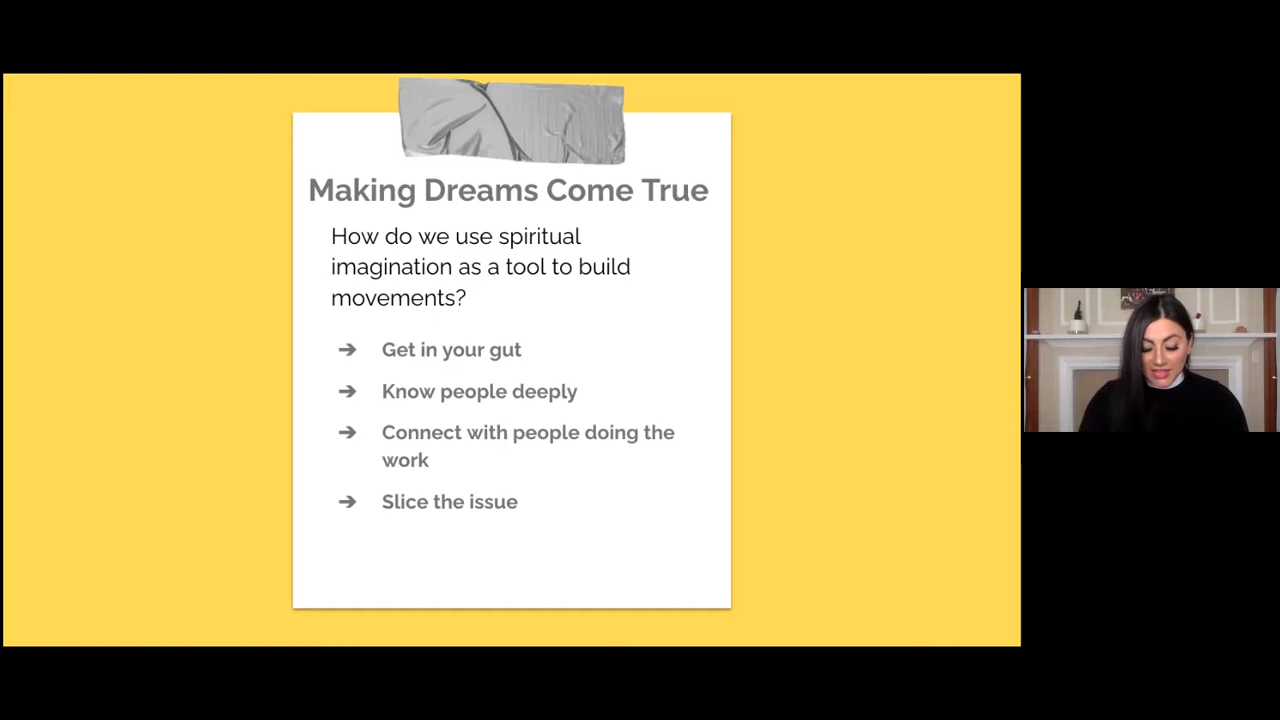 Making Dreams Come True
How do we use spiritual
imagination as a tool to build
movements?
➔ Get in your gut
➔ Know people deeply
➔ Connect with people doing the
work
➔ Slice the issue